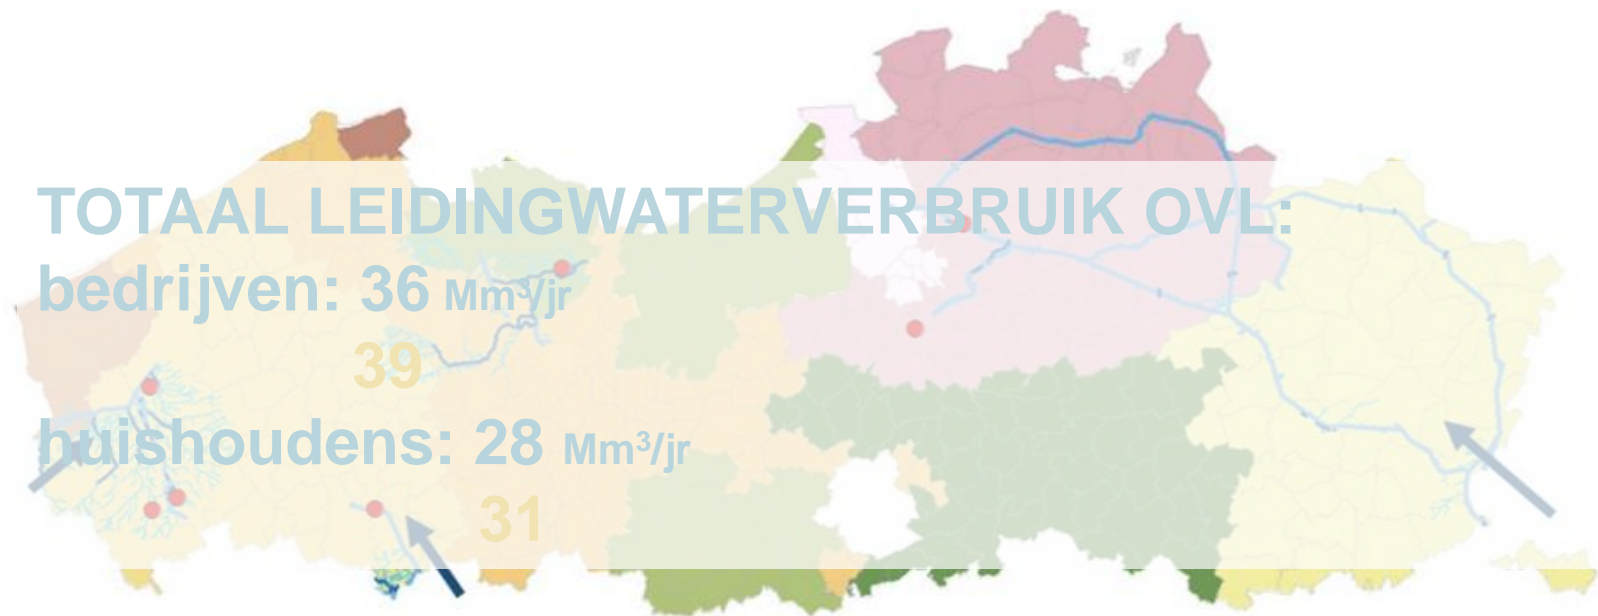 TOTAAL LEIDINGWATERVERBRUIK OVL:
bedrijven: 36 Mm³/jr
39
huishoudens: 28 Mm³/jr
31